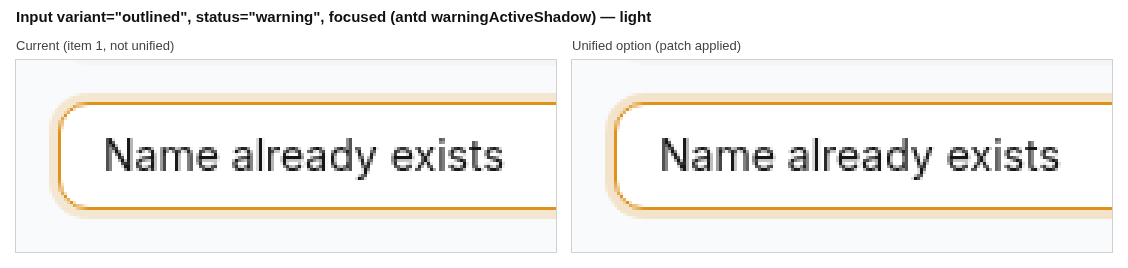 Input variant="outlined", status="warning", focused (antd warningActiveShadow) — light
Current (item 1, not unified)
Unified option (patch applied)
Name already exists
Name already exists